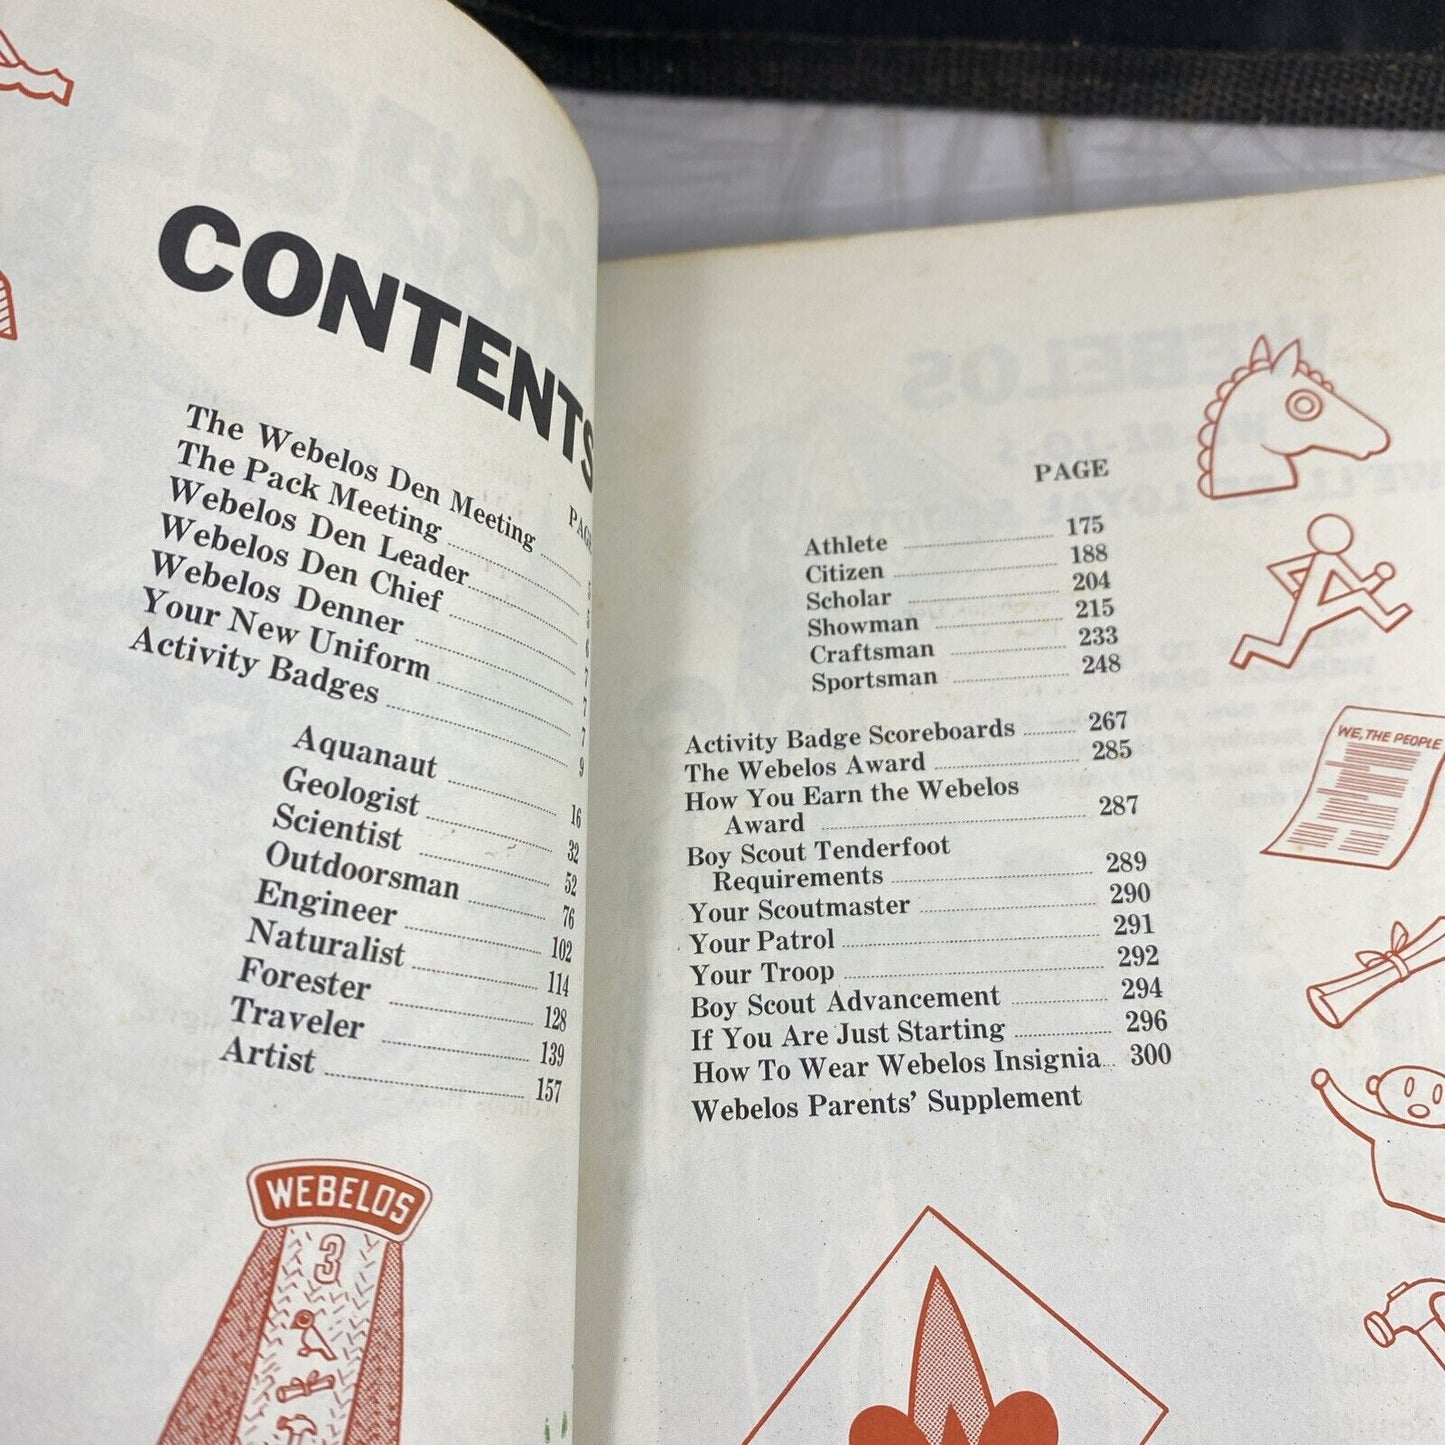 CONTENTS
PAGE
The Webelos Den Meeting 5
The Pack Meeting 5
Webelos Den Leader 6
Webelos Den Chief 7
Webelos Denner 7
Your New Uniform 7
Activity Badges 9
Aquanaut 16
Geologist 32
Scientist 52
Outdoorsman 76
Engineer 102
Naturalist 114
Forester 128
Traveler 139
Artist 157
WEBELOS
3
PAGE
Athlete 175
Citizen 188
Scholar 204
Showman 215
Craftsman 233
Sportsman 248
Activity Badge Scoreboards 267
The Webelos Award 285
How You Earn the Webelos
Award 287
Boy Scout Tenderfoot
Requirements 289
Your Scoutmaster 290
Your Patrol 291
Your Troop 292
Boy Scout Advancement 294
If You Are Just Starting 296
How To Wear Webelos Insignia 300
Webelos Parents' Supplement
WE, THE PEOPLE